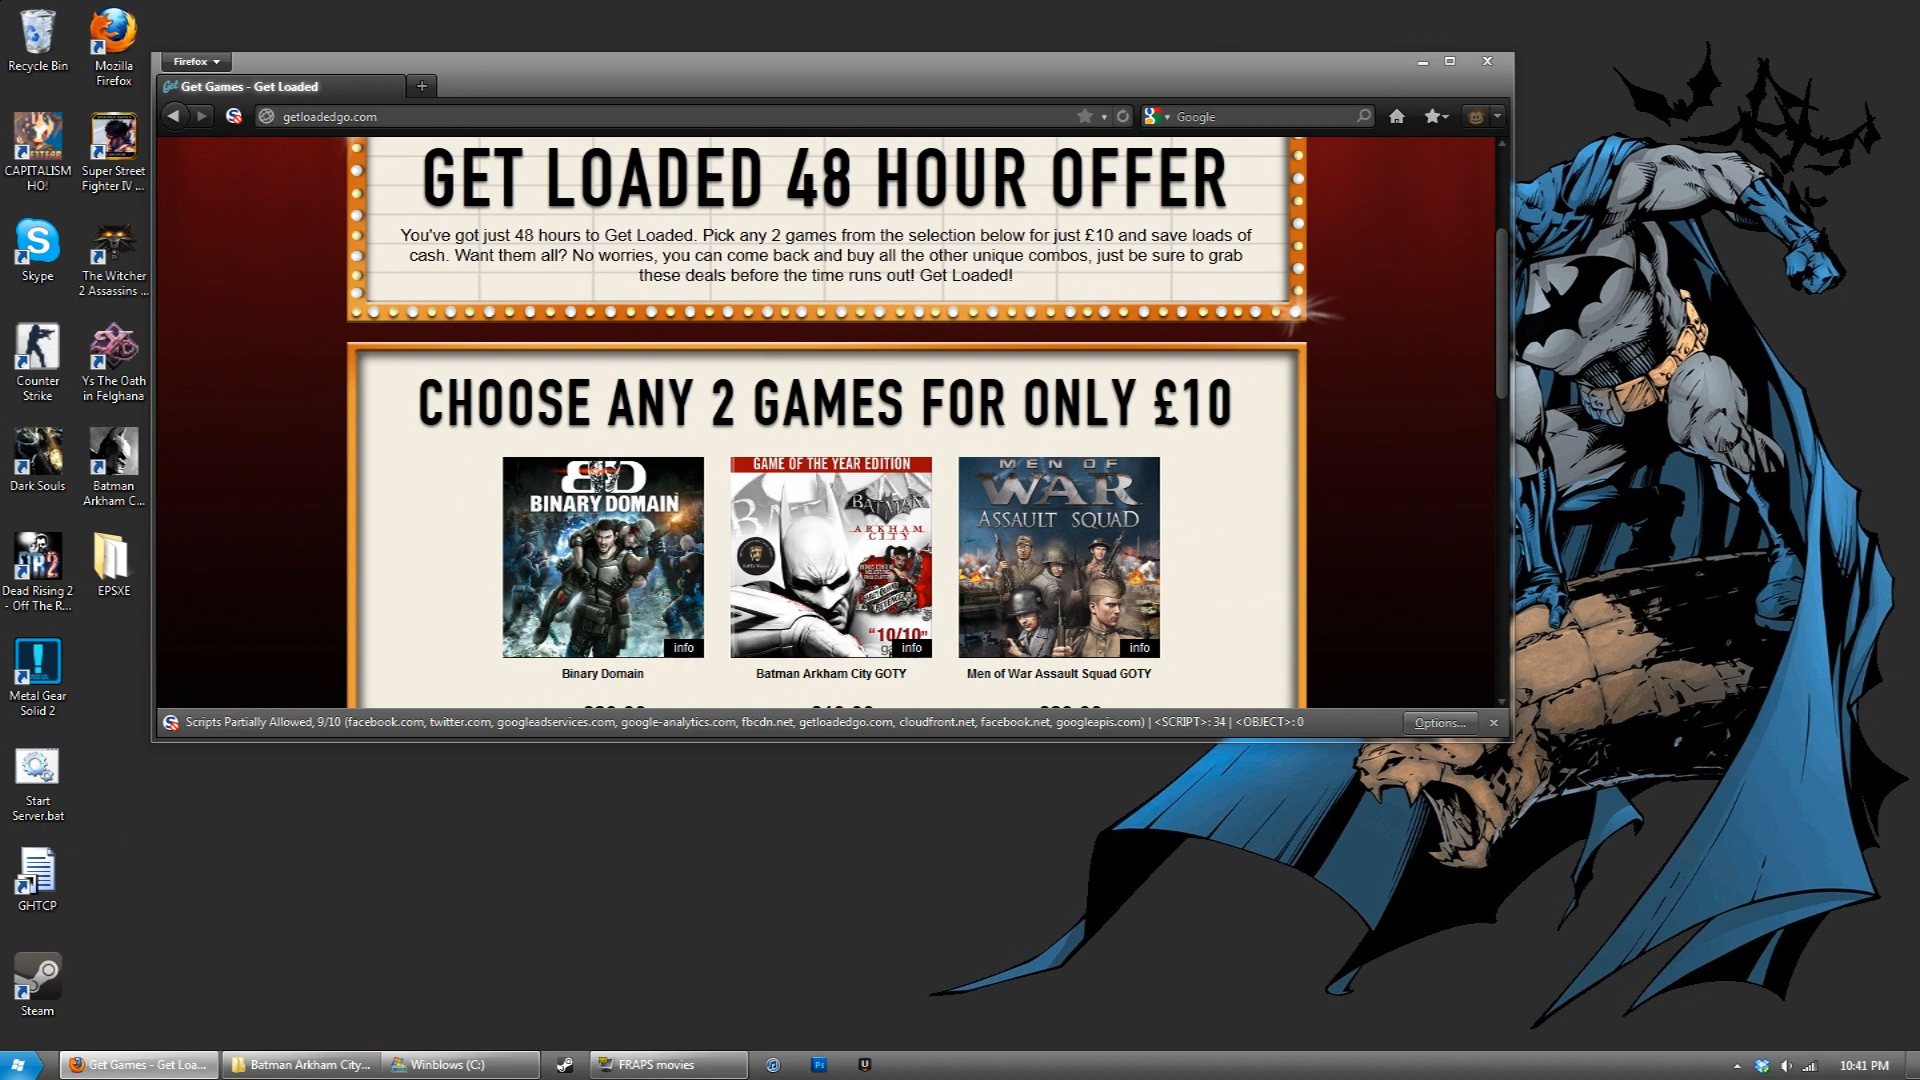 Recycle Bin
Mozilla
Firefox
CAPITALISM
HO!
Super Street
Fighter IV ...
Skype
The Witcher
2 Assassins ...
Counter
Strike
Ys The Oath
in Felghana
Dark Souls
Batman
Arkham C...
Dead Rising 2
- Off The R...
EPSXE
Metal Gear
Solid 2
Start
Server.bat
GHTCP
Steam
Firefox
Get Games - Get Loaded
getloadedgo.com
Google
GET LOADED 48 HOUR OFFER
You've got just 48 hours to Get Loaded. Pick any 2 games from the selection below for just £10 and save loads of
cash. Want them all? No worries, you can come back and buy all the other unique combos, just be sure to grab
these deals before the time runs out! Get Loaded!
CHOOSE ANY 2 GAMES FOR ONLY £10
BINARY DOMAIN
info
Binary Domain
GAME OF THE YEAR EDITION
BATMAN
ARKHAM
CITY
"10/10"
info
Batman Arkham City GOTY
MEN OF
WAR
ASSAULT SQUAD
info
Men of War Assault Squad GOTY
Scripts Partially Allowed, 9/10 (facebook.com, twitter.com, googleadservices.com, google-analytics.com, fbcdn.net, getloadedgo.com, cloudfront.net, facebook.net, googleapis.com) | <SCRIPT>: 34 | <OBJECT>: 0
Options...
Get Games - Get Loa...
Batman Arkham City...
Winblows (C:)
FRAPS movies
Ps
10:41 PM